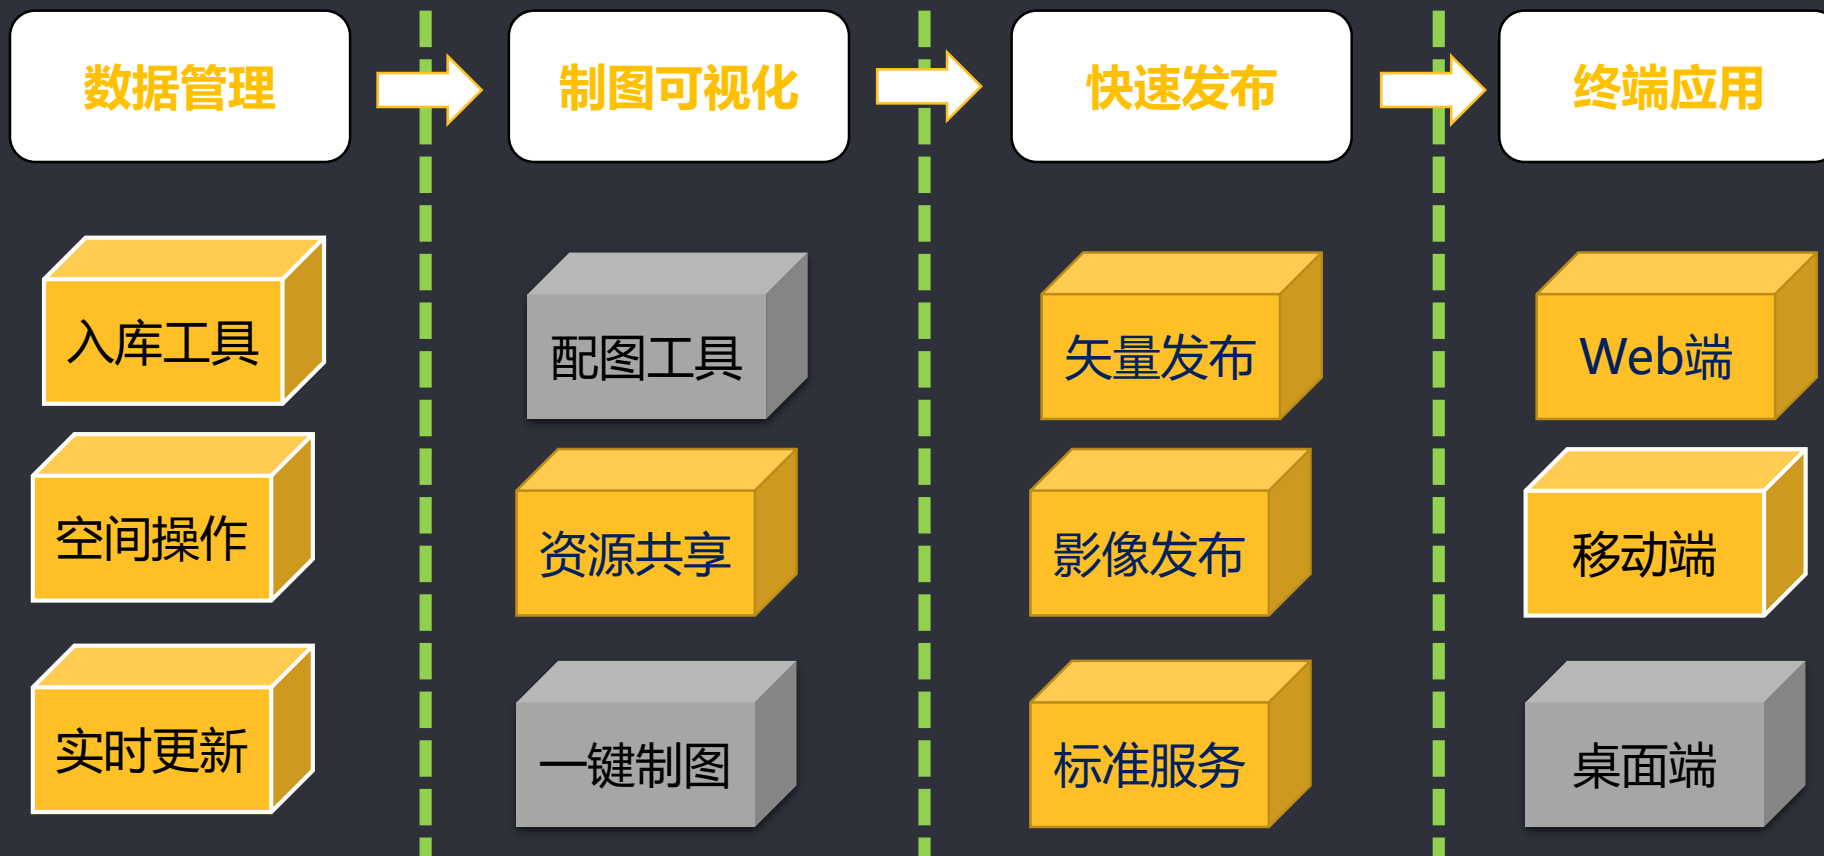 数据管理
制图可视化
快速发布
终端应用
入库工具
配图工具
矢量发布
Web端
空间操作
资源共享
影像发布
移动端
实时更新
一键制图
标准服务
桌面端